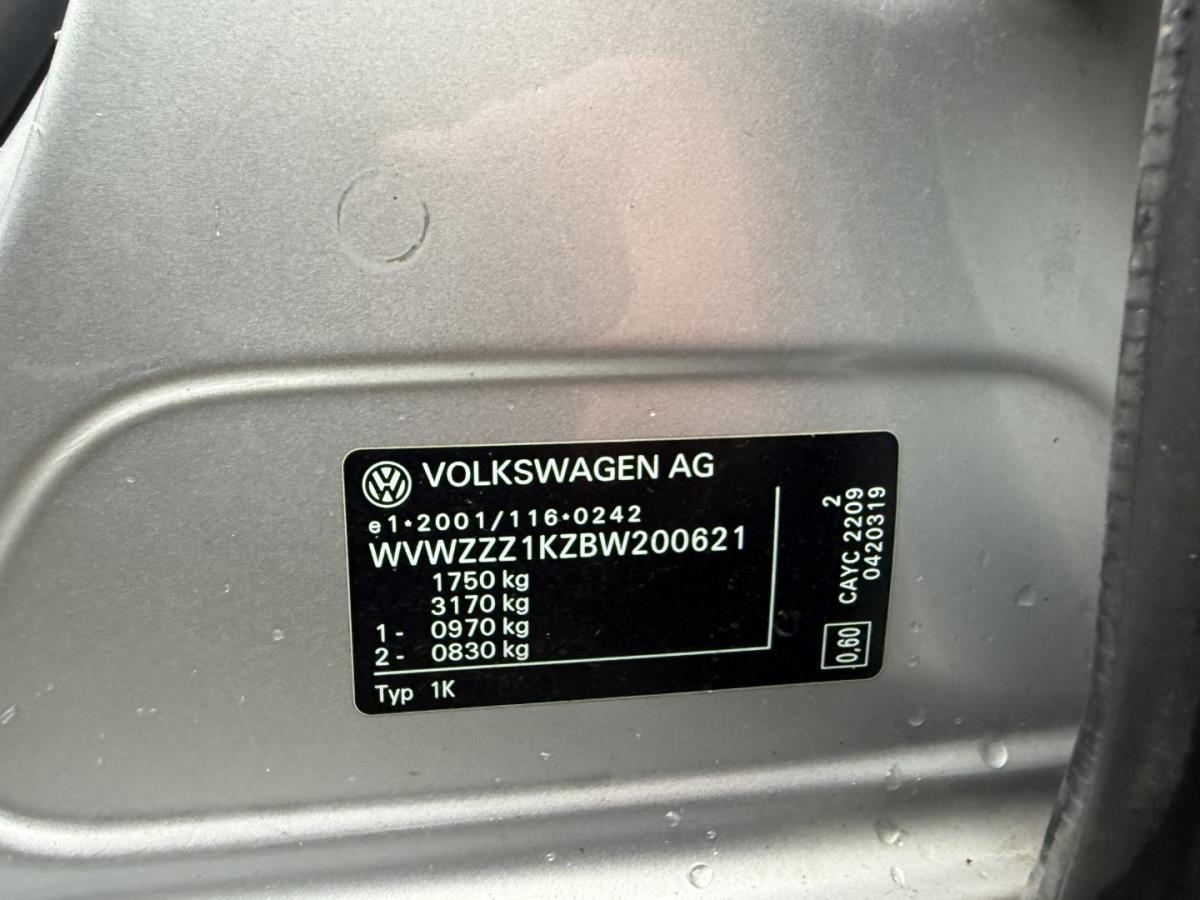 VOLKSWAGEN AG
e1*2001/116*0242
WVWZZZ1KZBW200621
1750 kg
3170 kg
1- 0970 kg
2- 0830 kg
Typ 1K
2
CAYC 2209
0420319
0,60